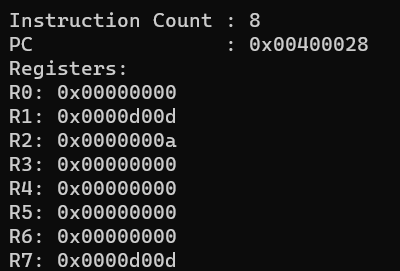 Instruction Count : 8
PC                : 0x00400028
Registers:
R0: 0x00000000
R1: 0x0000d00d
R2: 0x0000000a
R3: 0x00000000
R4: 0x00000000
R5: 0x00000000
R6: 0x00000000
R7: 0x0000d00d